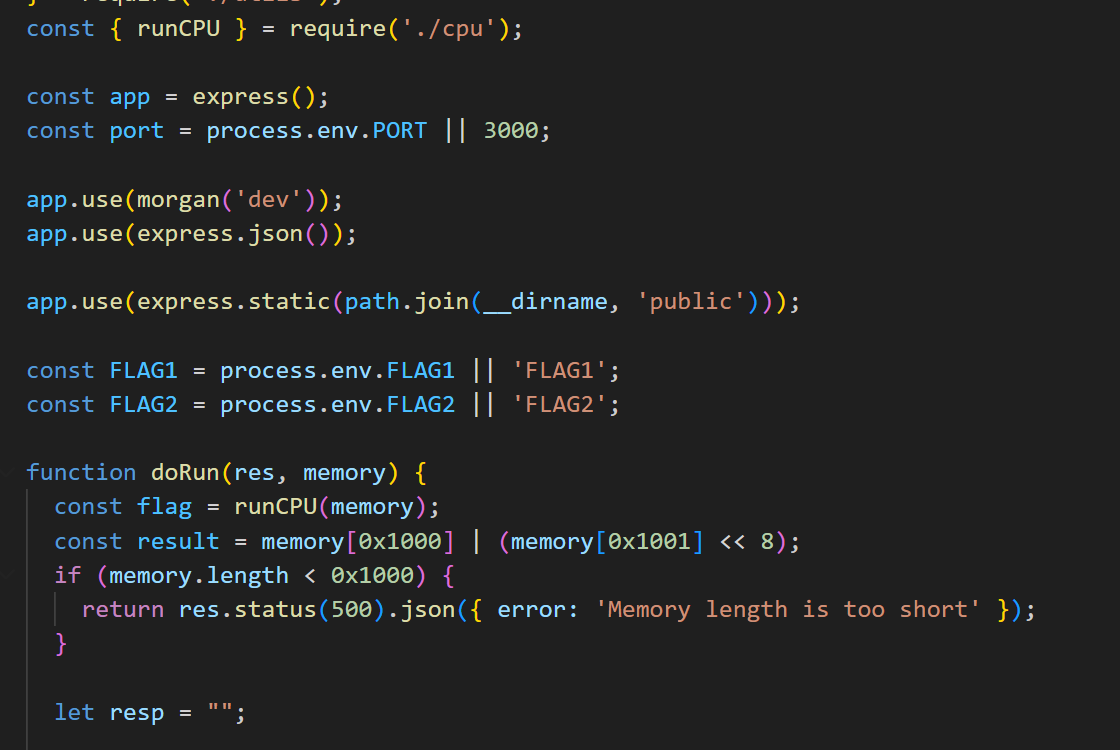 const { runCPU } = require('./cpu');

const app = express();
const port = process.env.PORT || 3000;

app.use(morgan('dev'));
app.use(express.json());

app.use(express.static(path.join(__dirname, 'public')));

const FLAG1 = process.env.FLAG1 || 'FLAG1';
const FLAG2 = process.env.FLAG2 || 'FLAG2';

function doRun(res, memory) {
  const flag = runCPU(memory);
  const result = memory[0x1000] | (memory[0x1001] << 8);
  if (memory.length < 0x1000) {
    return res.status(500).json({ error: 'Memory length is too short' });
  }

  let resp = "";